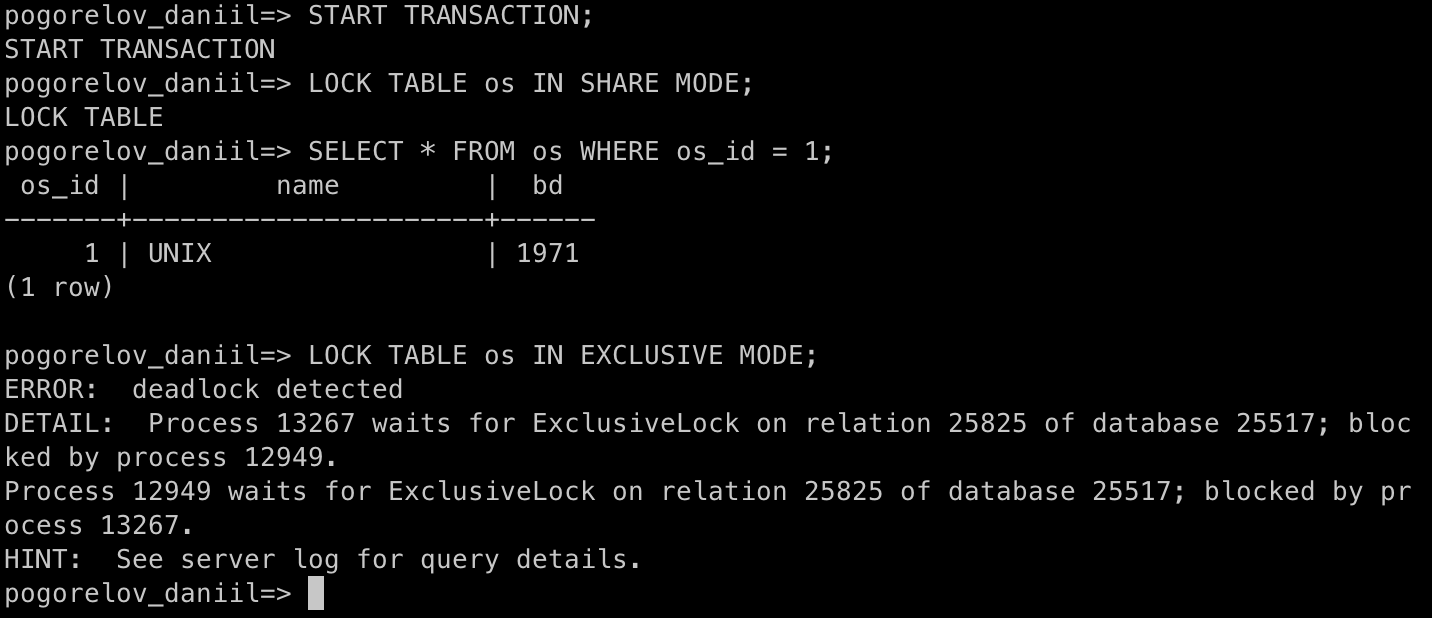 pogorelov_daniil=> START TRANSACTION;
START TRANSACTION
pogorelov_daniil=> LOCK TABLE os IN SHARE MODE;
LOCK TABLE
pogorelov_daniil=> SELECT * FROM os WHERE os_id = 1;
 os_id |         name         |  bd
-------+----------------------+------
     1 | UNIX                 | 1971
(1 row)

pogorelov_daniil=> LOCK TABLE os IN EXCLUSIVE MODE;
ERROR:  deadlock detected
DETAIL:  Process 13267 waits for ExclusiveLock on relation 25825 of database 25517; bloc
ked by process 12949.
Process 12949 waits for ExclusiveLock on relation 25825 of database 25517; blocked by pr
ocess 13267.
HINT:  See server log for query details.
pogorelov_daniil=>